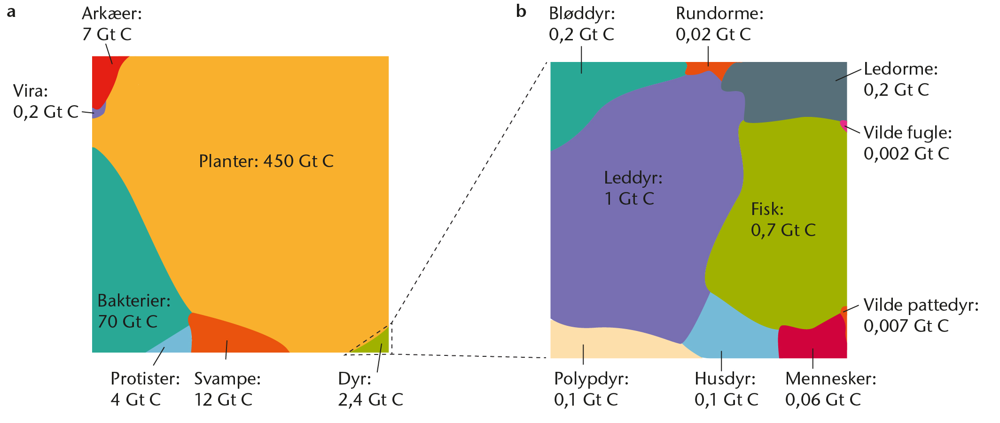 a
Arkæer:
7 Gt C
Vira:
0,2 Gt C
Planter: 450 Gt C
Bakterier:
70 Gt C
Protister:
4 Gt C
Svampe:
12 Gt C
Dyr:
2,4 Gt C
b
Bløddyr:
0,2 Gt C
Rundorme:
0,02 Gt C
Ledorme:
0,2 Gt C
Vilde fugle:
0,002 Gt C
Leddyr:
1 Gt C
Fisk:
0,7 Gt C
Vilde pattedyr:
0,007 Gt C
Polypdyr:
0,1 Gt C
Husdyr:
0,1 Gt C
Mennesker:
0,06 Gt C